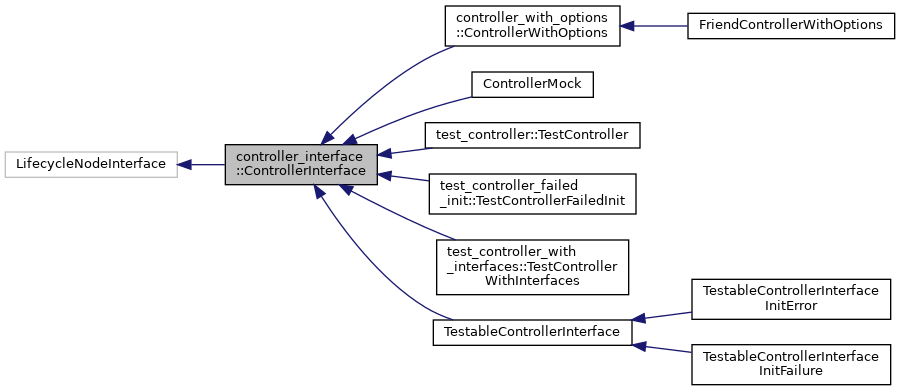 controller_with_options
::ControllerWithOptions
FriendControllerWithOptions
ControllerMock
test_controller::TestController
LifecycleNodeInterface
controller_interface
::ControllerInterface
test_controller_failed
_init::TestControllerFailedInit
test_controller_with
_interfaces::TestController
WithInterfaces
TestableControllerInterface
TestableControllerInterface
InitError
TestableControllerInterface
InitFailure